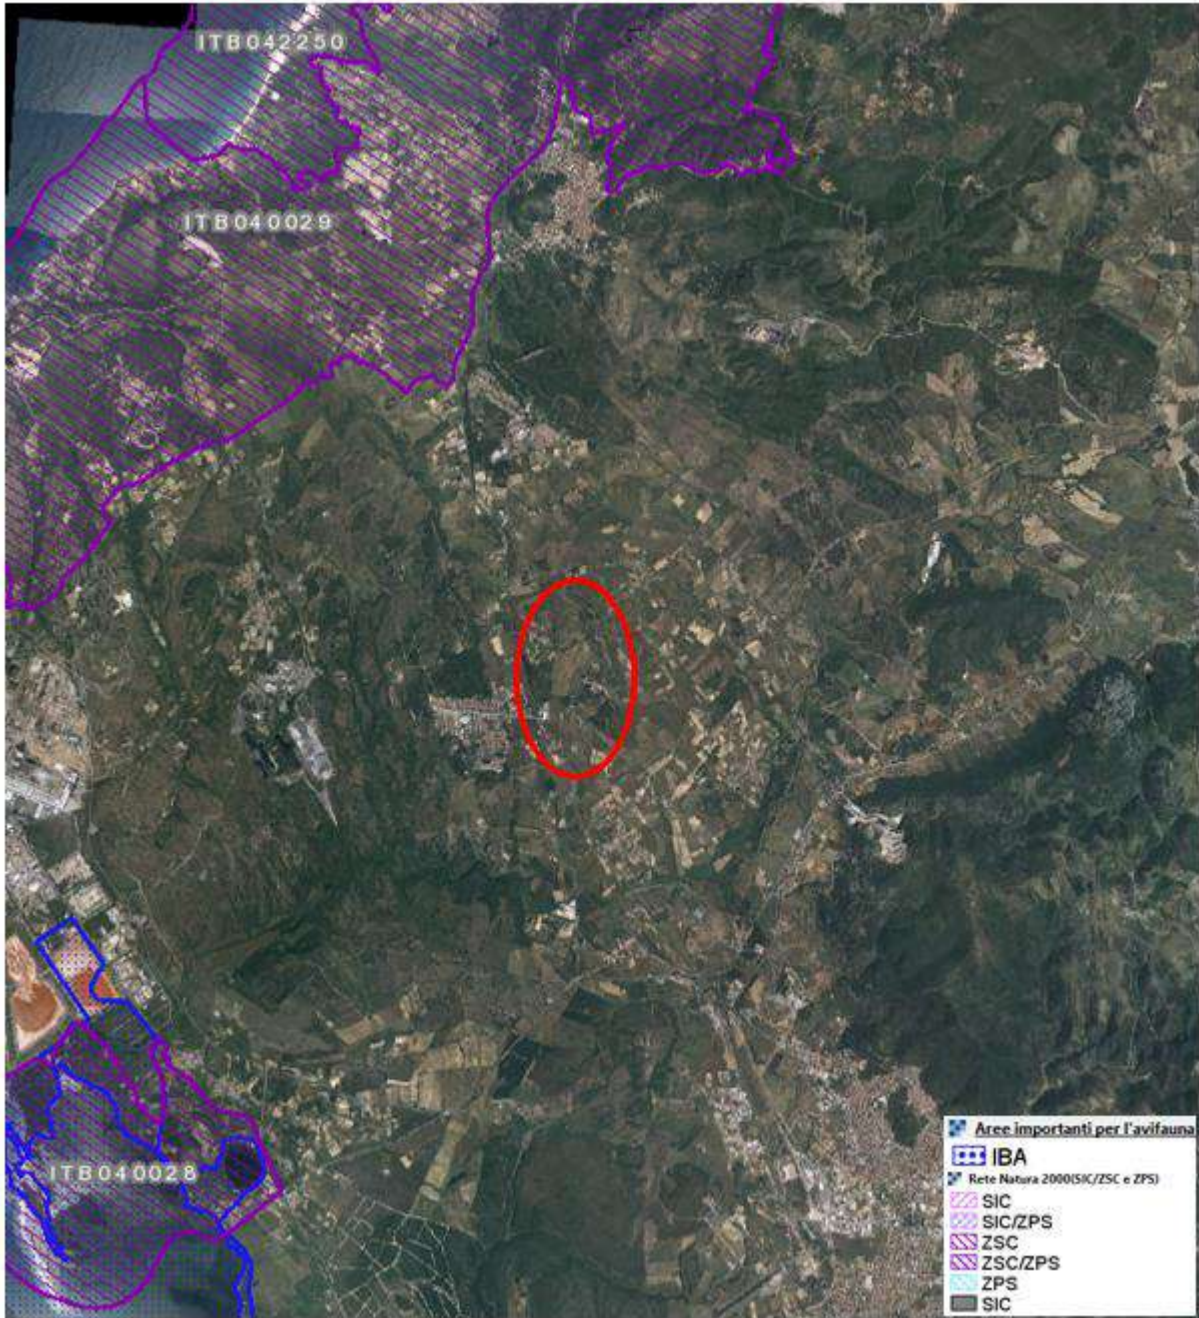 ITB042250
ITB040029
ITB040028
Aree importanti per l'avifauna
IBA
Rete Natura 2000(SIC/ZSC e ZPS)
SIC
SIC/ZPS
ZSC
ZSC/ZPS
ZPS
SIC